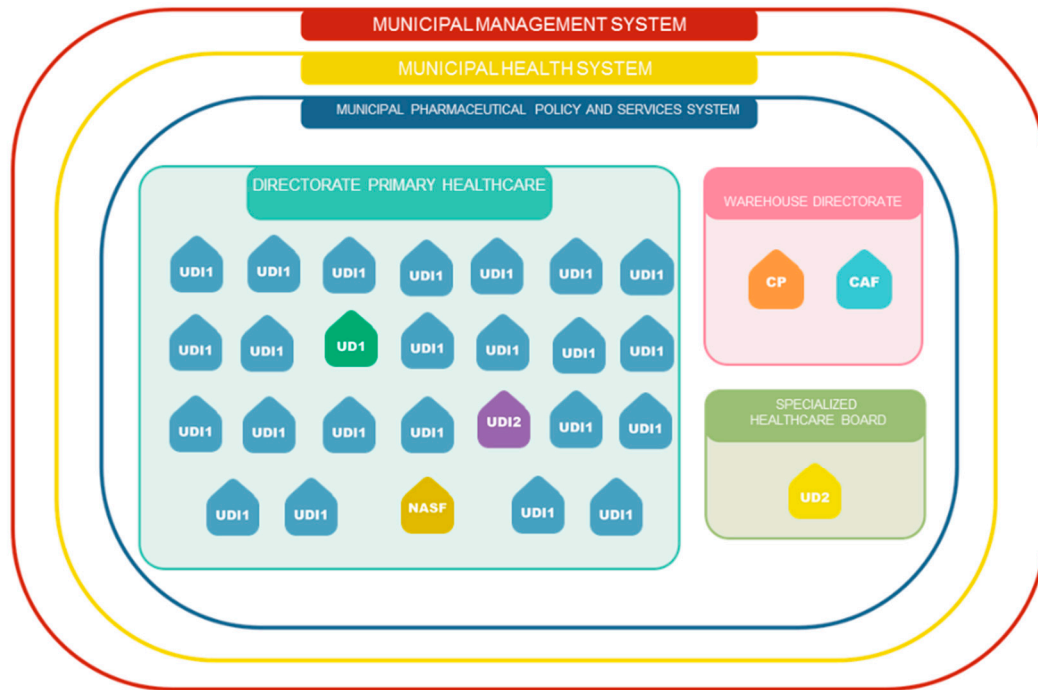 MUNICIPAL MANAGEMENT SYSTEM
MUNICIPAL HEALTH SYSTEM
MUNICIPAL PHARMACEUTICAL POLICY AND SERVICES SYSTEM
DIRECTORATE PRIMARY HEALTHCARE
UDI1 UDI1 UDI1 UDI1 UDI1 UDI1 UDI1
UDI1 UDI1 UD1 UDI1 UDI1 UDI1 UDI1
UDI1 UDI1 UDI1 UDI1 UDI2 UDI1 UDI1
UDI1 UDI1 NASF UDI1 UDI1
WAREHOUSE DIRECTORATE
CP CAF
SPECIALIZED
HEALTHCARE BOARD
UD2